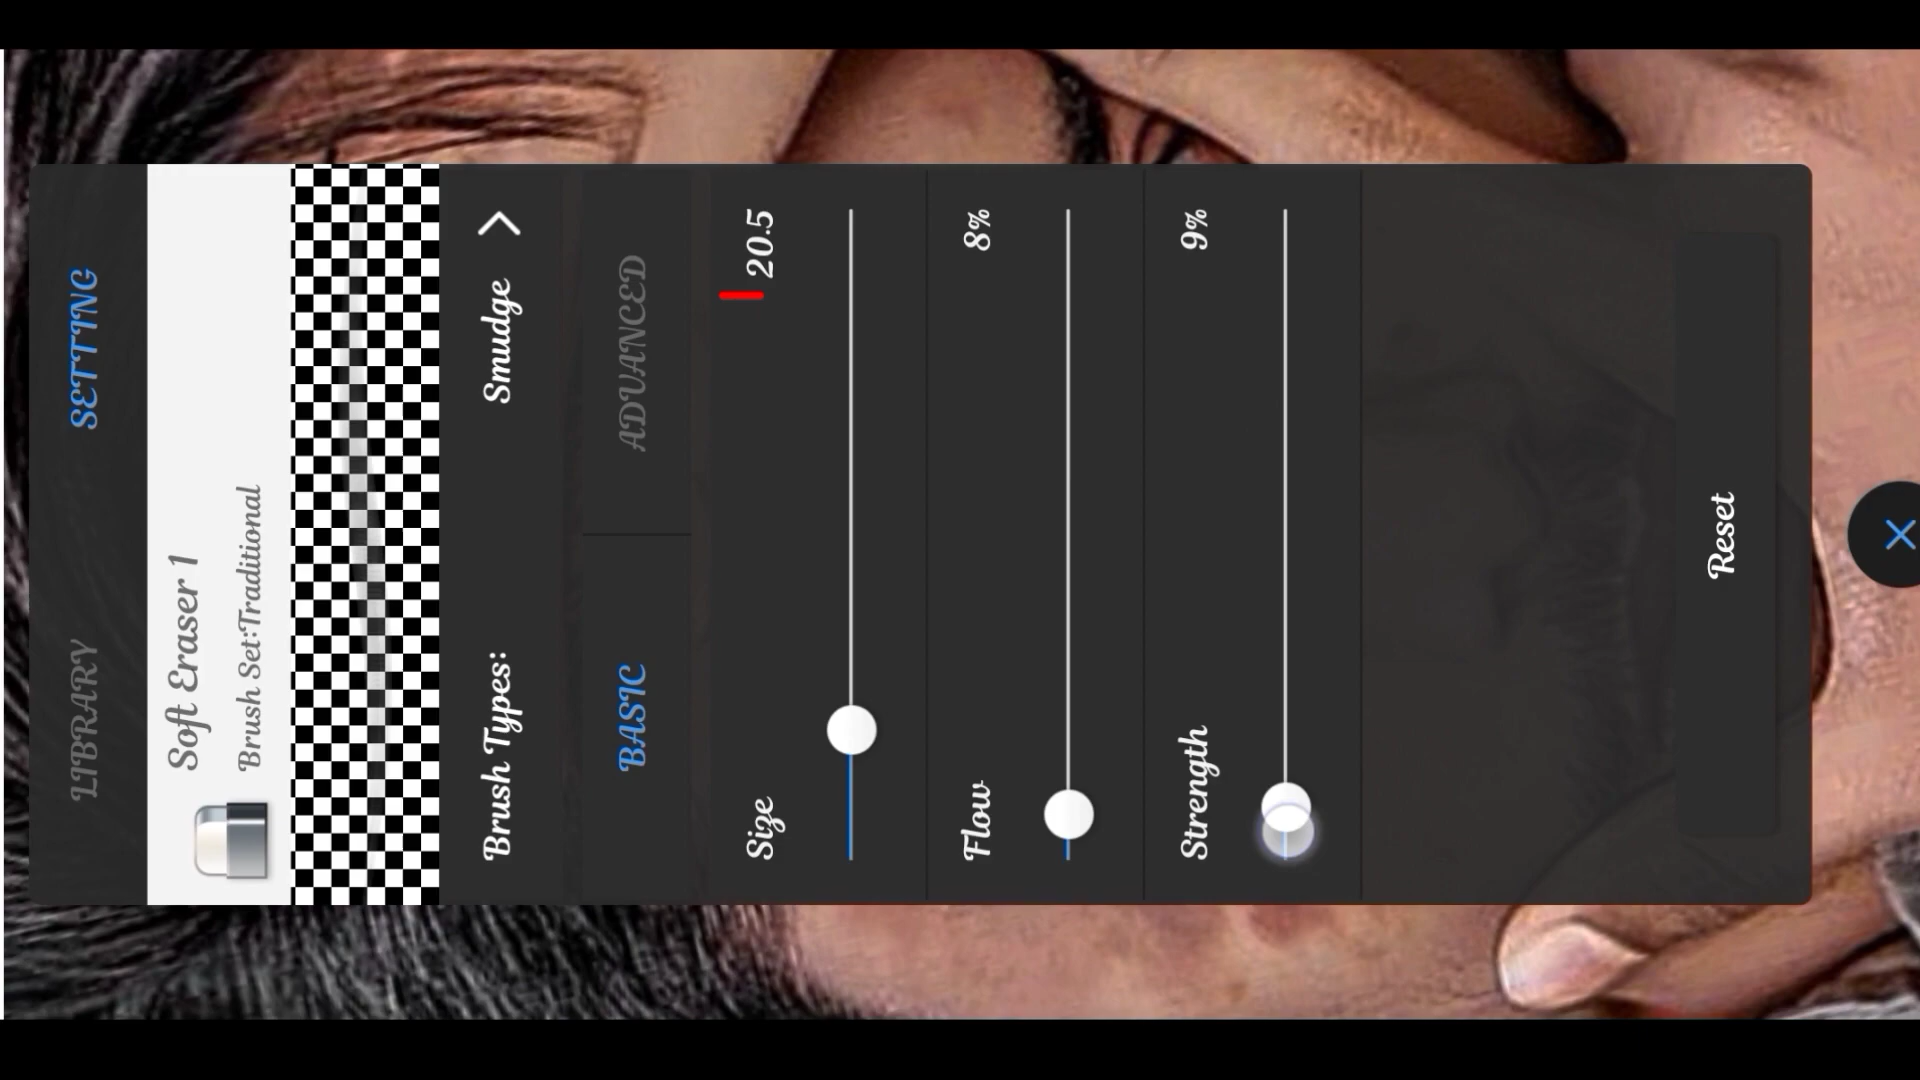 LIBRARY SETTING
Soft Eraser 1
Brush Set:Traditional
Brush Types: Smudge
BASIC ADVANCED
Size 20.5
Flow 8%
Strength 9%
Reset